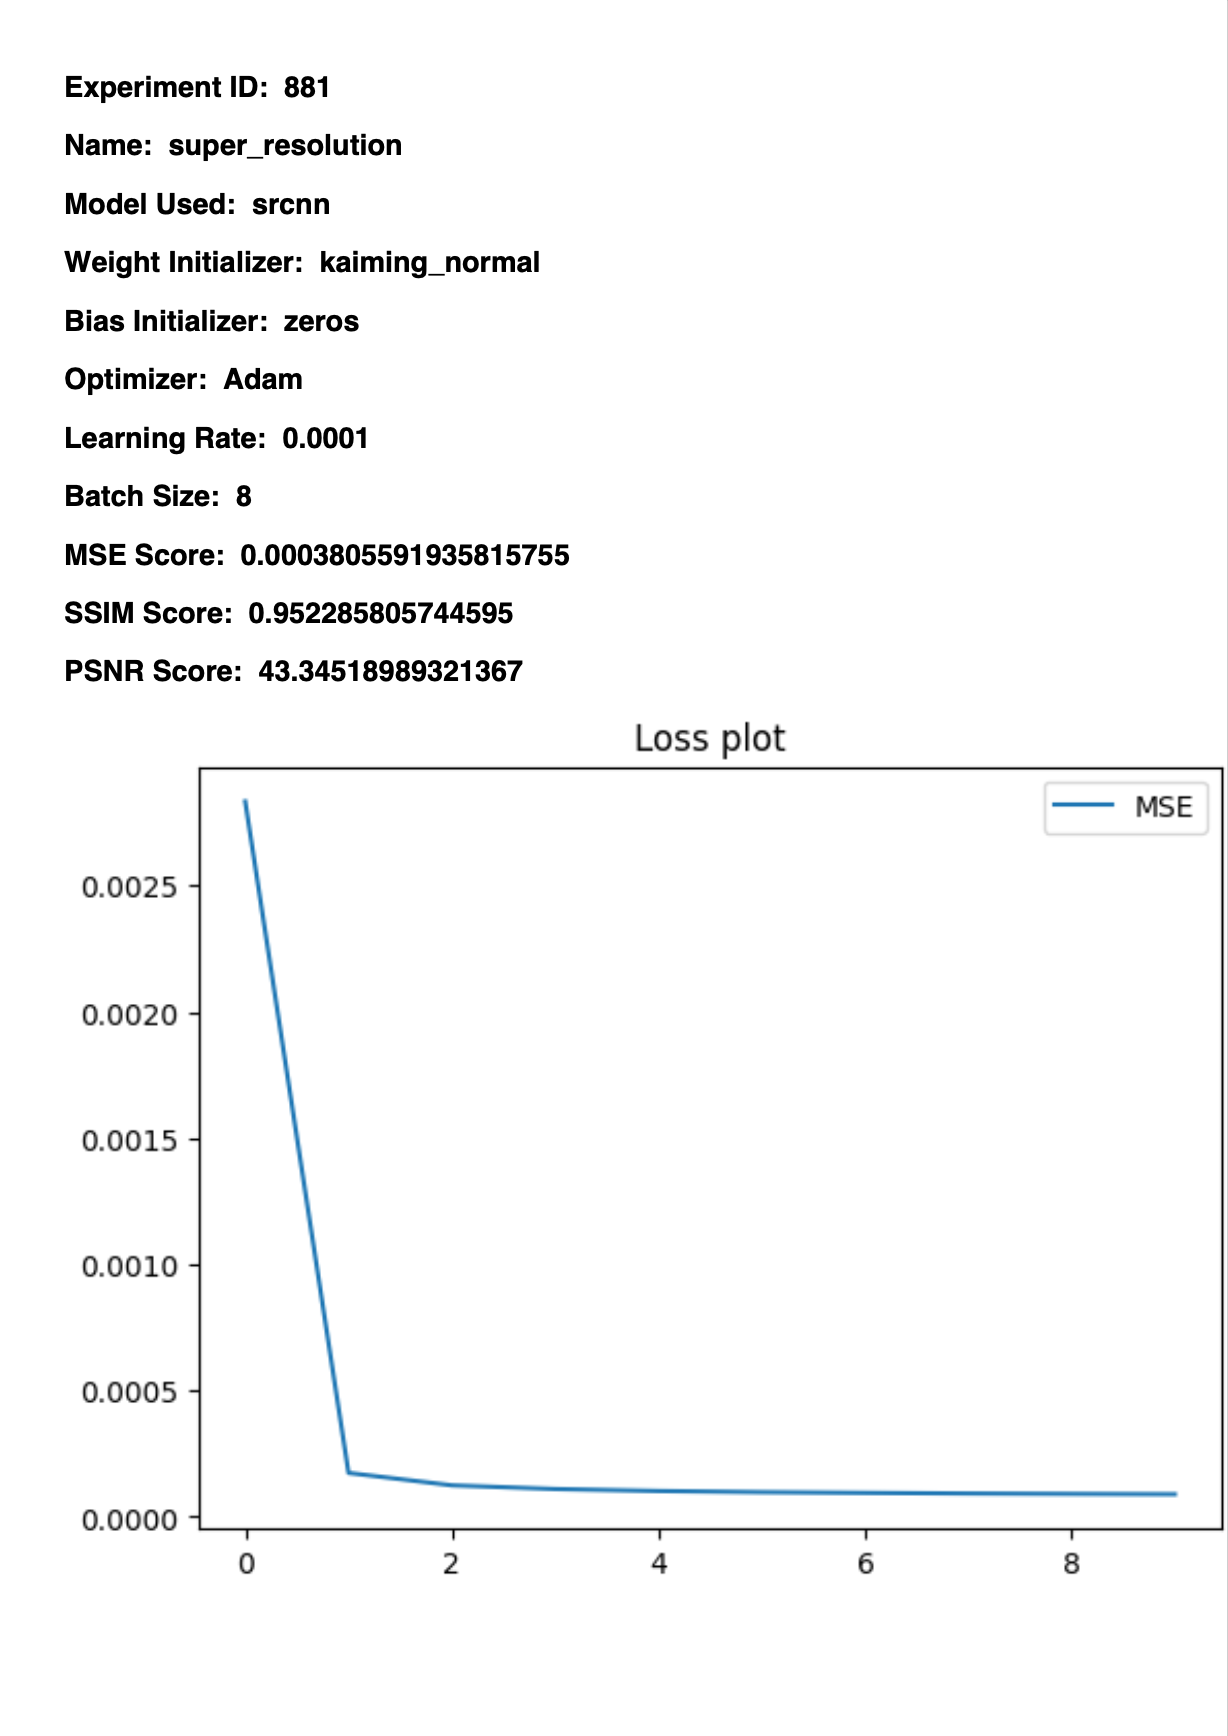 Experiment ID: 881
Name: super_resolution
Model Used: srcnn
Weight Initializer: kaiming_normal
Bias Initializer: zeros
Optimizer: Adam
Learning Rate: 0.0001
Batch Size: 8
MSE Score: 0.0003805591935815755
SSIM Score: 0.952285805744595
PSNR Score: 43.34518989321367
Loss plot
MSE
0.0025
0.0020
0.0015
0.0010
0.0005
0.0000
0 2 4 6 8